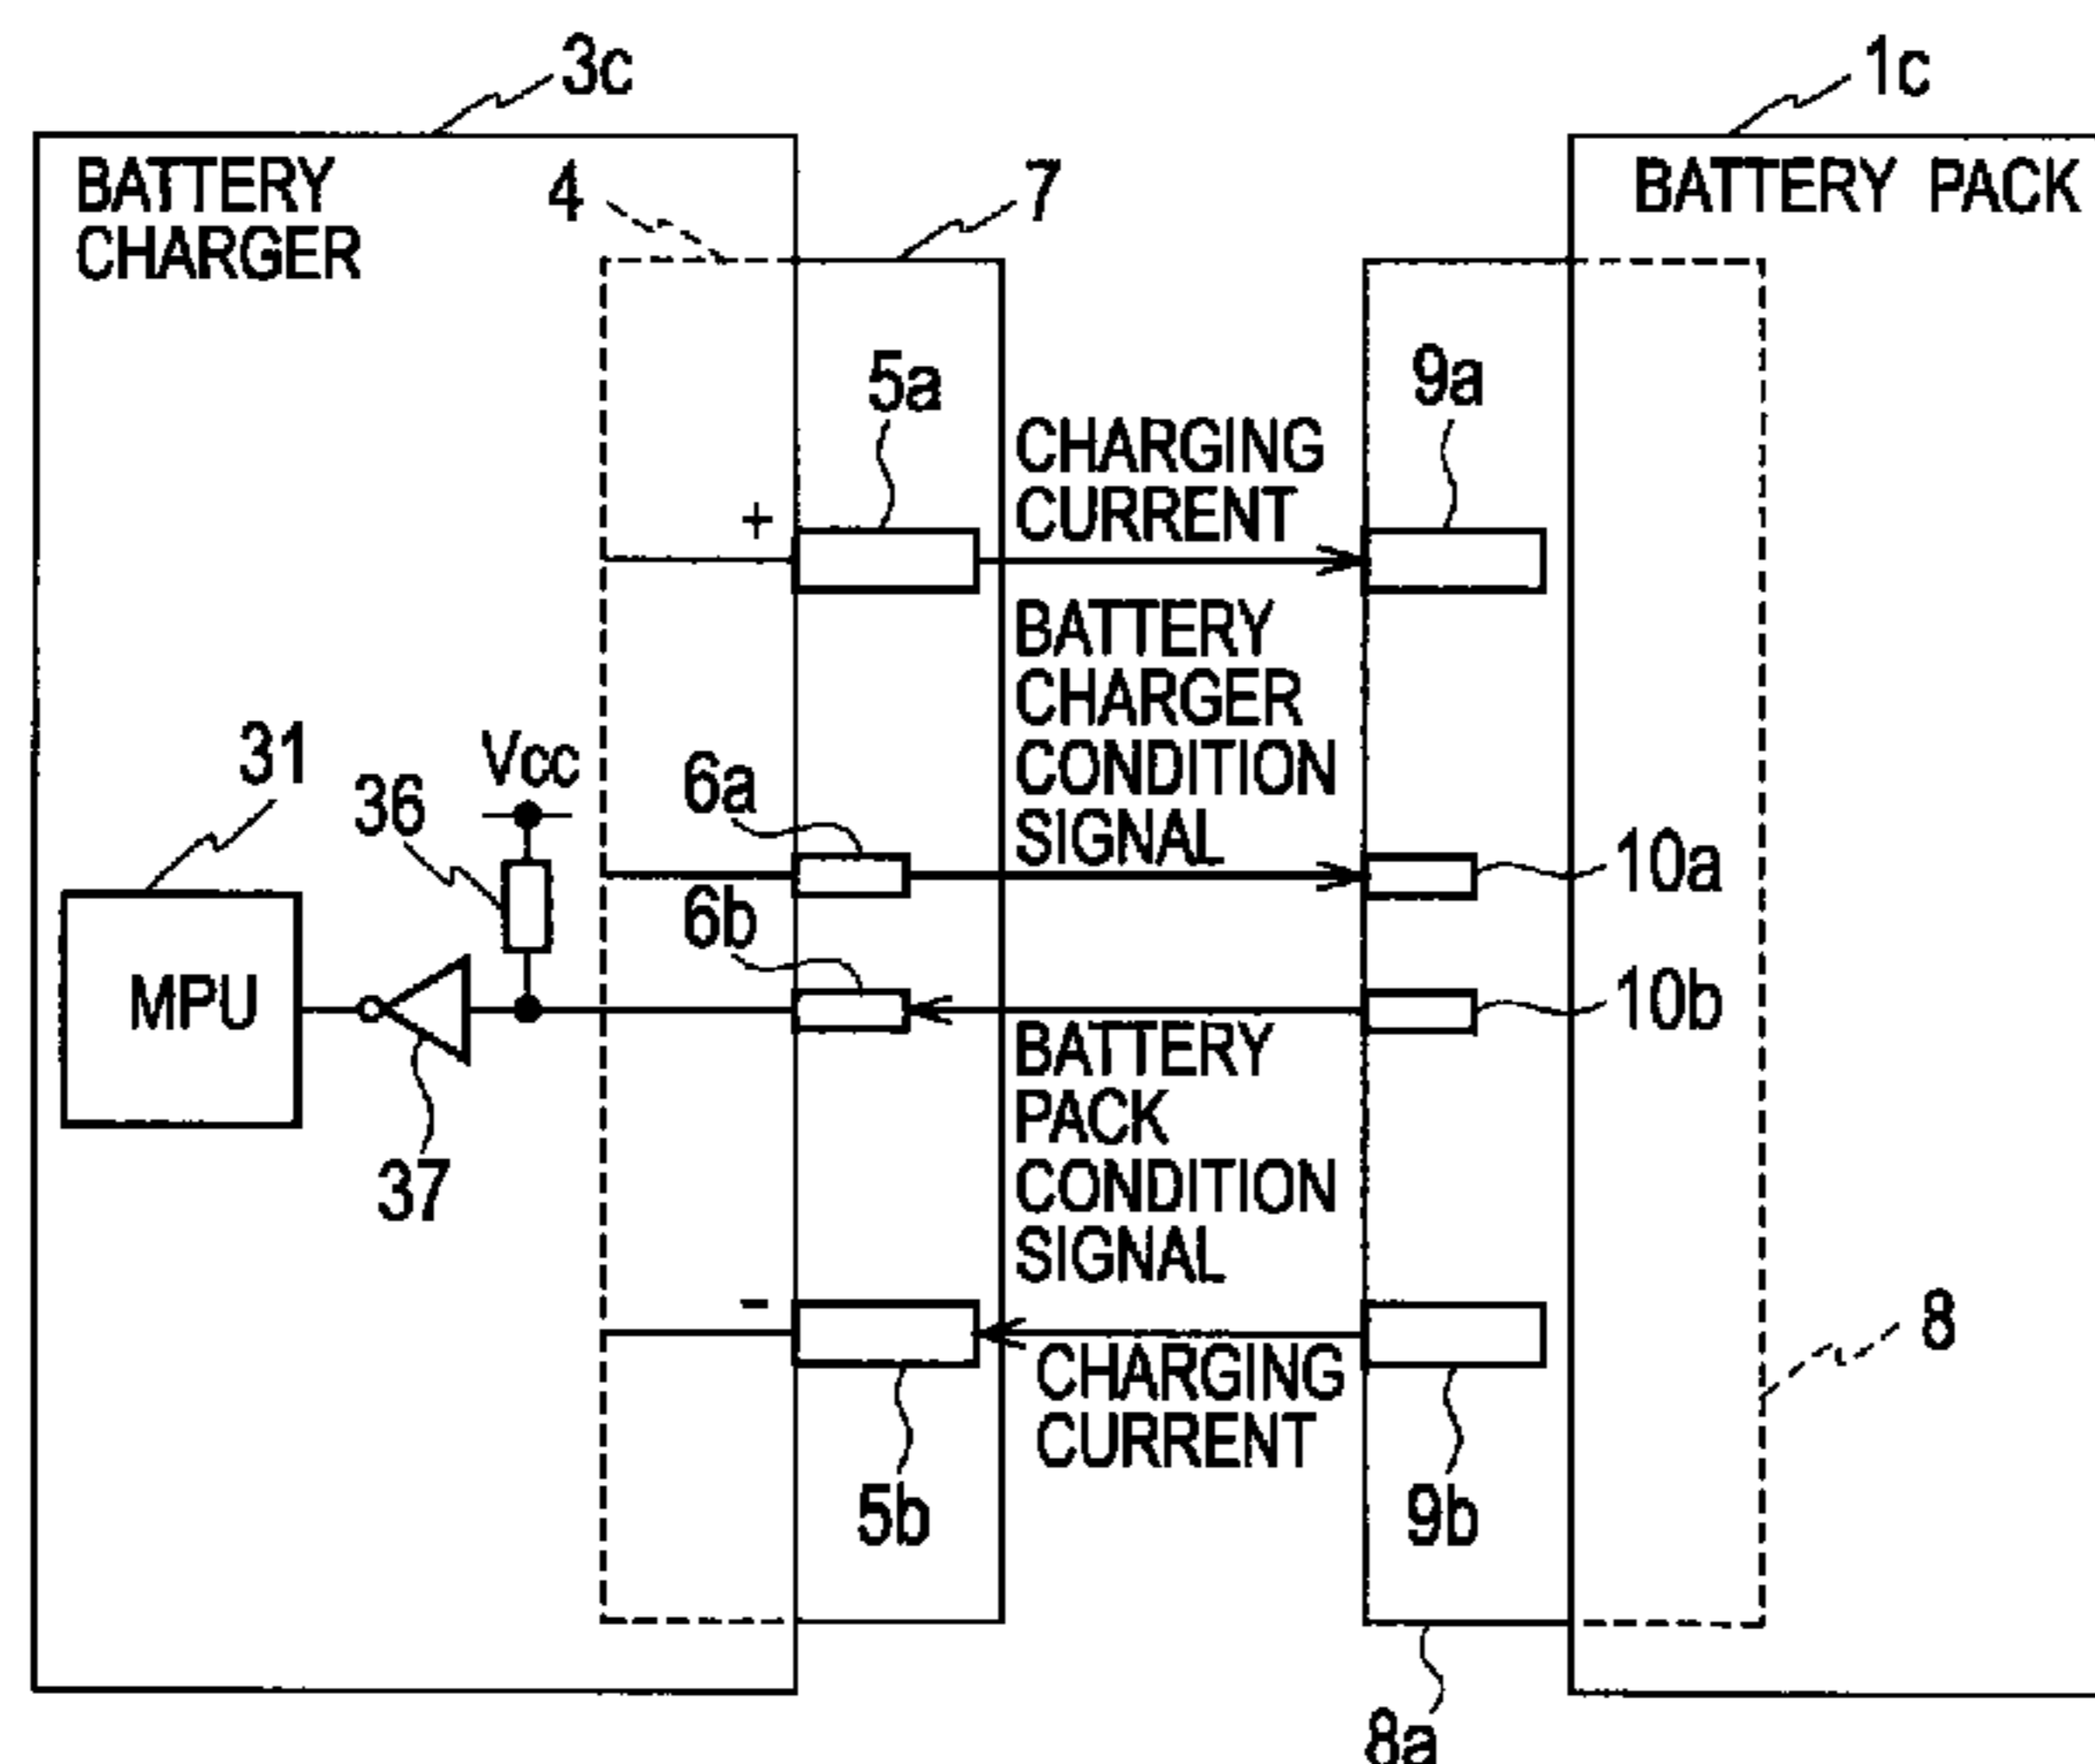 3c
1c
BATTERY
CHARGER
4
7
BATTERY PACK
5a
9a
CHARGING
CURRENT
+
BATTERY
CHARGER
CONDITION
SIGNAL
31
36
Vcc
6a
10a
6b
10b
MPU
BATTERY
PACK
CONDITION
SIGNAL
37
-
8
CHARGING
CURRENT
5b
9b
8a